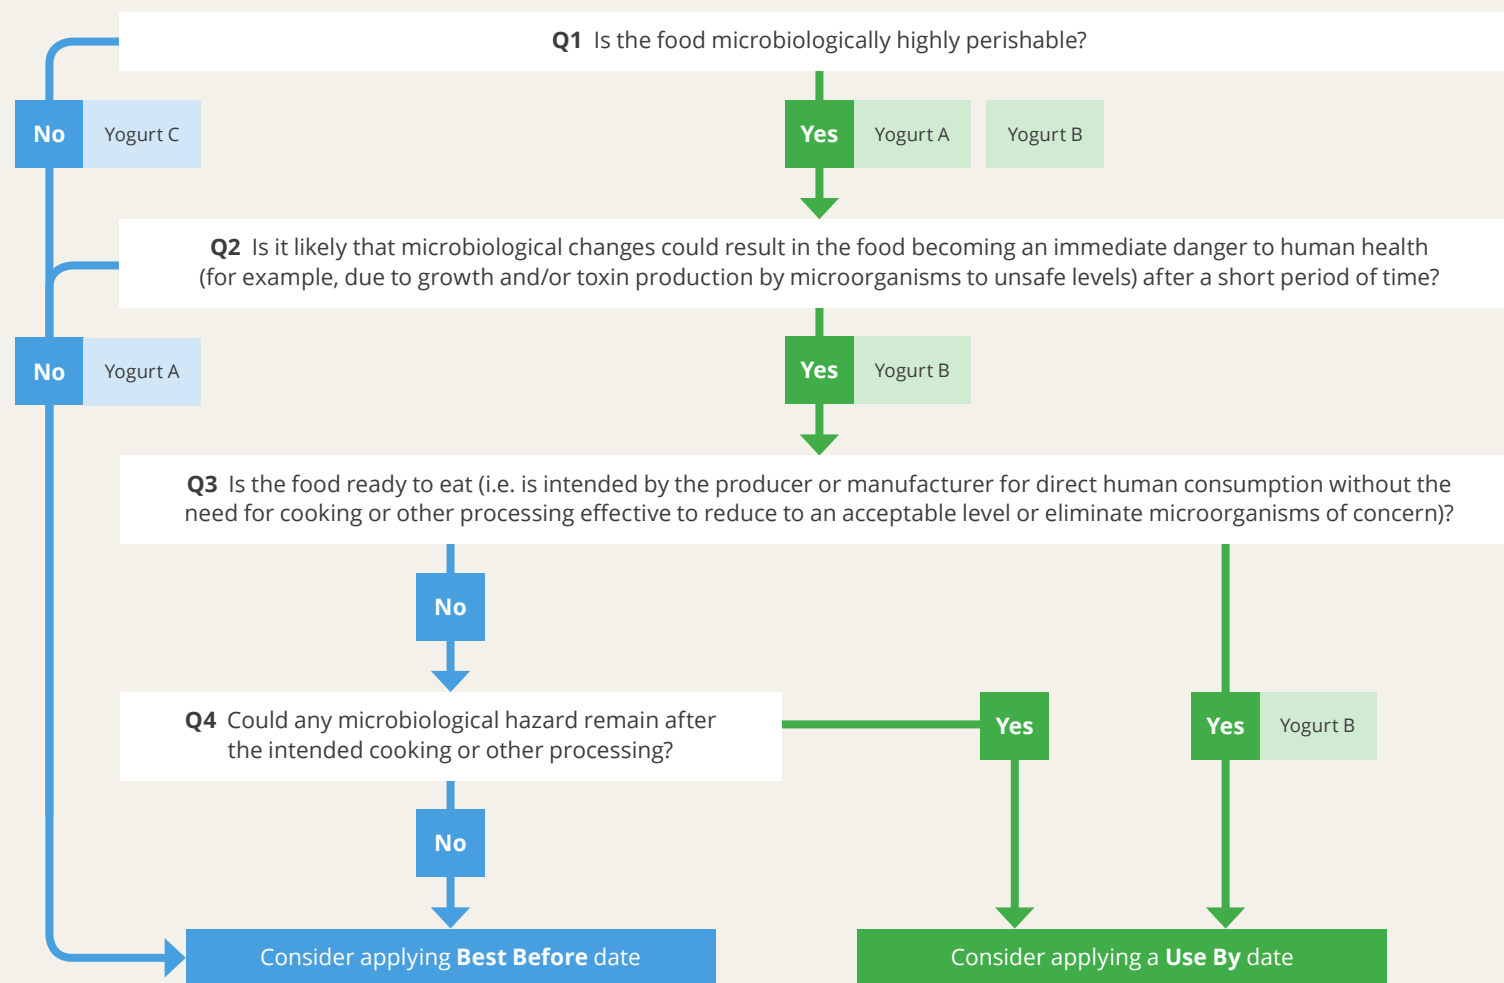 Q1 Is the food microbiologically highly perishable?
No
Yogurt C
Yes
Yogurt A
Yogurt B
Q2 Is it likely that microbiological changes could result in the food becoming an immediate danger to human health
(for example, due to growth and/or toxin production by microorganisms to unsafe levels) after a short period of time?
No
Yogurt A
Yes
Yogurt B
Q3 Is the food ready to eat (i.e. is intended by the producer or manufacturer for direct human consumption without the
need for cooking or other processing effective to reduce to an acceptable level or eliminate microorganisms of concern)?
No
Q4 Could any microbiological hazard remain after
the intended cooking or other processing?
Yes
Yes
Yogurt B
No
Consider applying Best Before date
Consider applying a Use By date